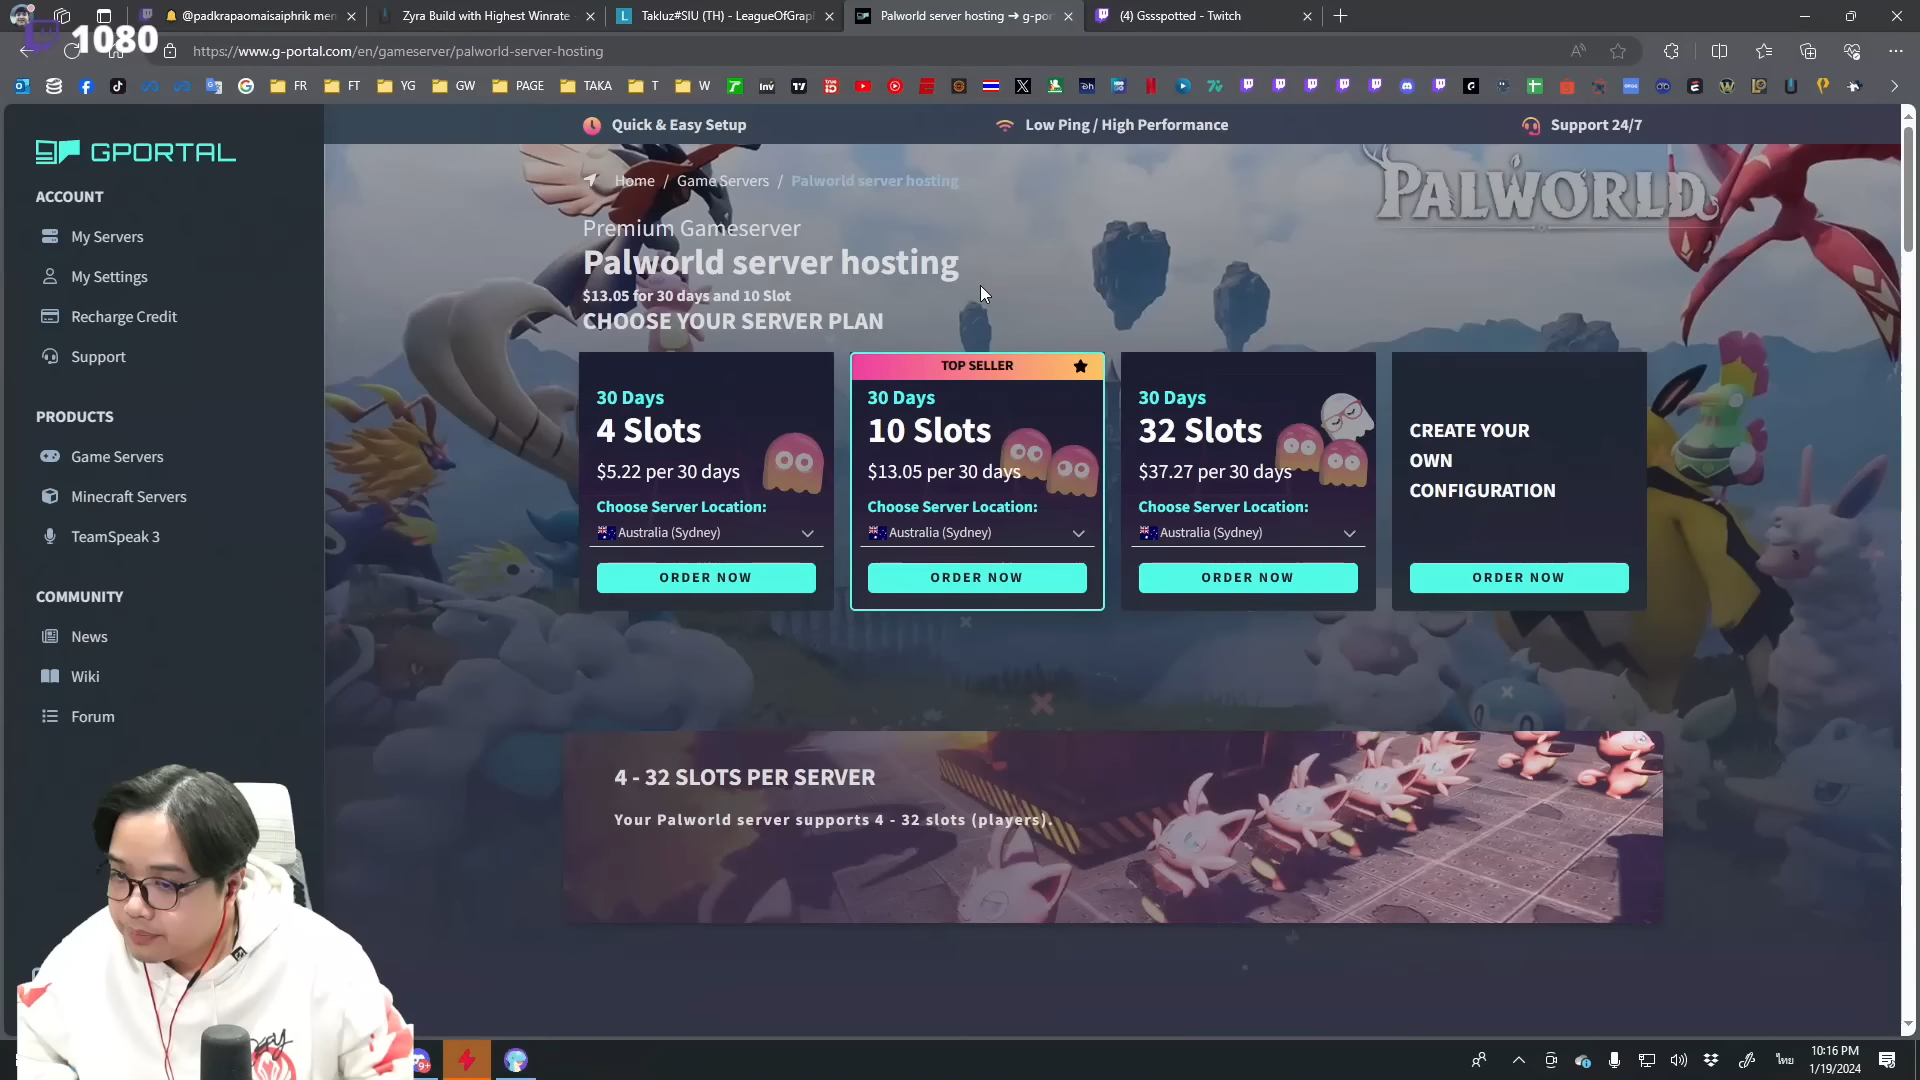 @padkrapaomaisaiphrik men
Zyra Build with Highest Winrate
Takluz#SIU (TH) - LeagueOfGrap
Palworld server hosting ➜ g-por
(4) Gssspotted - Twitch
1080
https://www.g-portal.com/en/gameserver/palworld-server-hosting
FR
FT
YG
GW
PAGE
TAKA
T
W
GPORTAL
ACCOUNT
My Servers
My Settings
Recharge Credit
Support
PRODUCTS
Game Servers
Minecraft Servers
TeamSpeak 3
COMMUNITY
News
Wiki
Forum
Quick & Easy Setup
Low Ping / High Performance
Support 24/7
Home / Game Servers / Palworld server hosting
PALWORLD
Premium Gameserver
Palworld server hosting
$13.05 for 30 days and 10 Slot
CHOOSE YOUR SERVER PLAN
30 Days
4 Slots
$5.22 per 30 days
Choose Server Location:
Australia (Sydney)
ORDER NOW
TOP SELLER
30 Days
10 Slots
$13.05 per 30 days
Choose Server Location:
Australia (Sydney)
ORDER NOW
30 Days
32 Slots
$37.27 per 30 days
Choose Server Location:
Australia (Sydney)
ORDER NOW
CREATE YOUR
OWN
CONFIGURATION
ORDER NOW
4 - 32 SLOTS PER SERVER
Your Palworld server supports 4 - 32 slots (players).
9+
ไทย
10:16 PM
1/19/2024